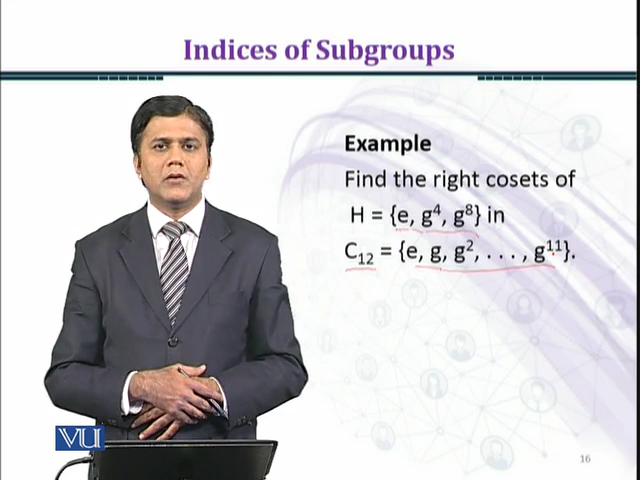 Indices of Subgroups
Example
Find the right cosets of
H = {e, g⁴, g⁸} in
C₁₂ = {e, g, g², . . . , g¹¹}.
VU
16